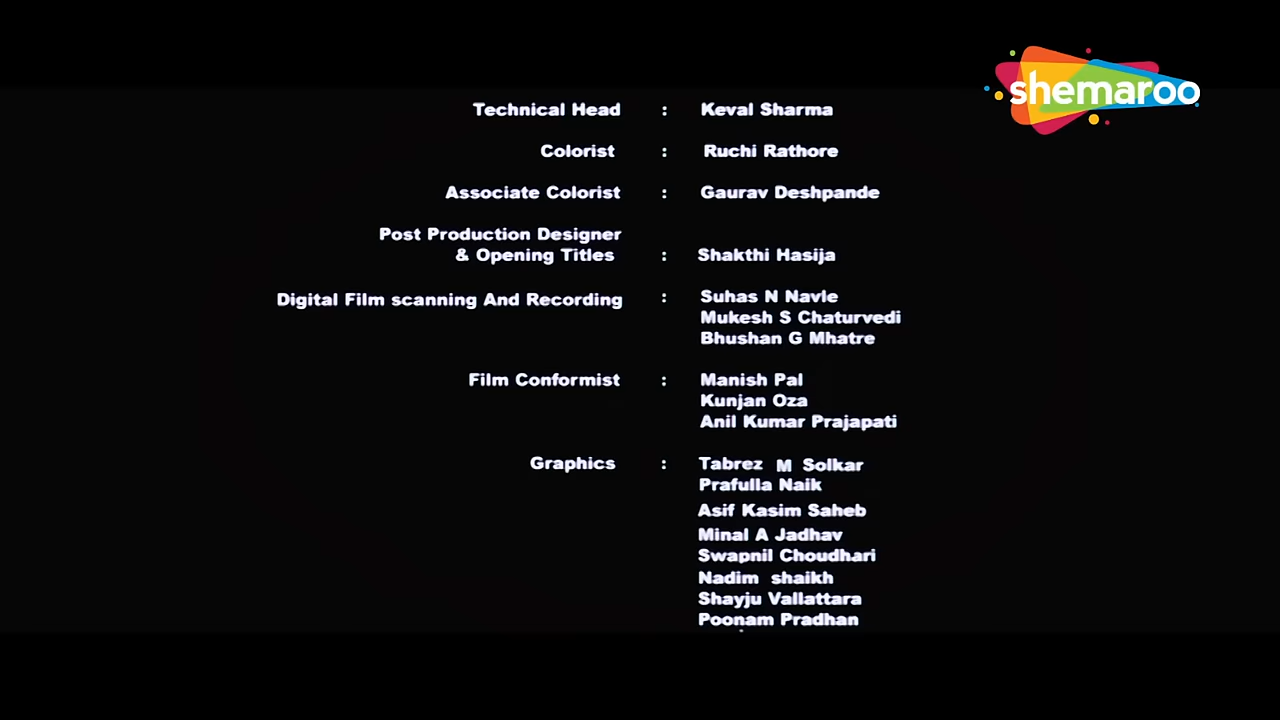 shemaroo
Technical Head : Keval Sharma
Colorist : Ruchi Rathore
Associate Colorist : Gaurav Deshpande
Post Production Designer
& Opening Titles : Shakthi Hasija
Digital Film scanning And Recording : Suhas N Navle
Mukesh S Chaturvedi
Bhushan G Mhatre
Film Conformist : Manish Pal
Kunjan Oza
Anil Kumar Prajapati
Graphics : Tabrez M Solkar
Prafulla Naik
Asif Kasim Saheb
Minal A Jadhav
Swapnil Choudhari
Nadim shaikh
Shayju Vallattara
Poonam Pradhan